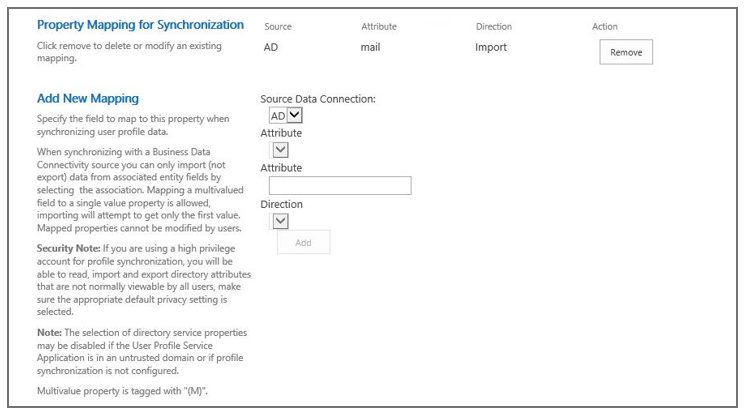 Property Mapping for Synchronization
Source Attribute Direction Action
Click remove to delete or modify an existing
mapping.
AD mail Import Remove
Add New Mapping
Specify the field to map to this property when
synchronizing user profile data.
When synchronizing with a Business Data
Connectivity source you can only import (not
export) data from associated entity fields by
selecting the association. Mapping a multivalued
field to a single value property is allowed,
importing will attempt to get only the first value.
Mapped properties cannot be modified by users.
Security Note: If you are using a high privilege
account for profile synchronization, you will be
able to read, import and export directory attributes
that are not normally viewable by all users, make
sure the appropriate default privacy setting is
selected.
Note: The selection of directory service properties
may be disabled if the User Profile Service
Application is in an untrusted domain or if profile
synchronization is not configured.
Multivalue property is tagged with "(M)".
Source Data Connection:
AD
Attribute
Attribute
Direction
Add